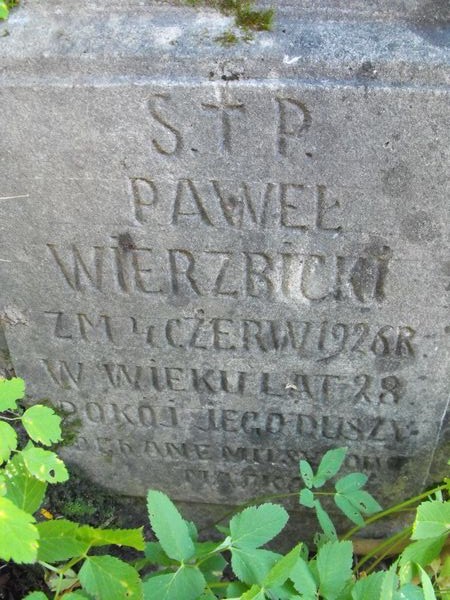 S. † P.
PAWEŁ
WIERZBICKI
ZM 4 CZERW 1926 R.
W WIEKU LAT 28
POKÓJ JEGO DUSZY